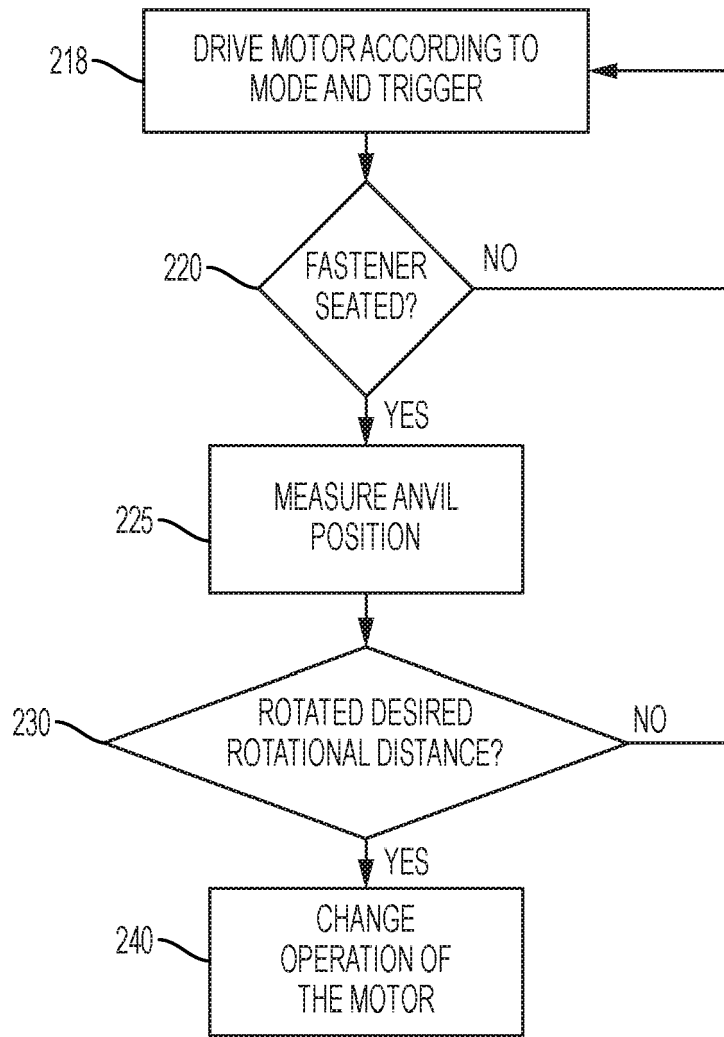 218
DRIVE MOTOR ACCORDING TO
MODE AND TRIGGER
220
FASTENER
SEATED?
NO
YES
225
MEASURE ANVIL
POSITION
230
ROTATED DESIRED
ROTATIONAL DISTANCE?
NO
YES
240
CHANGE
OPERATION OF
THE MOTOR